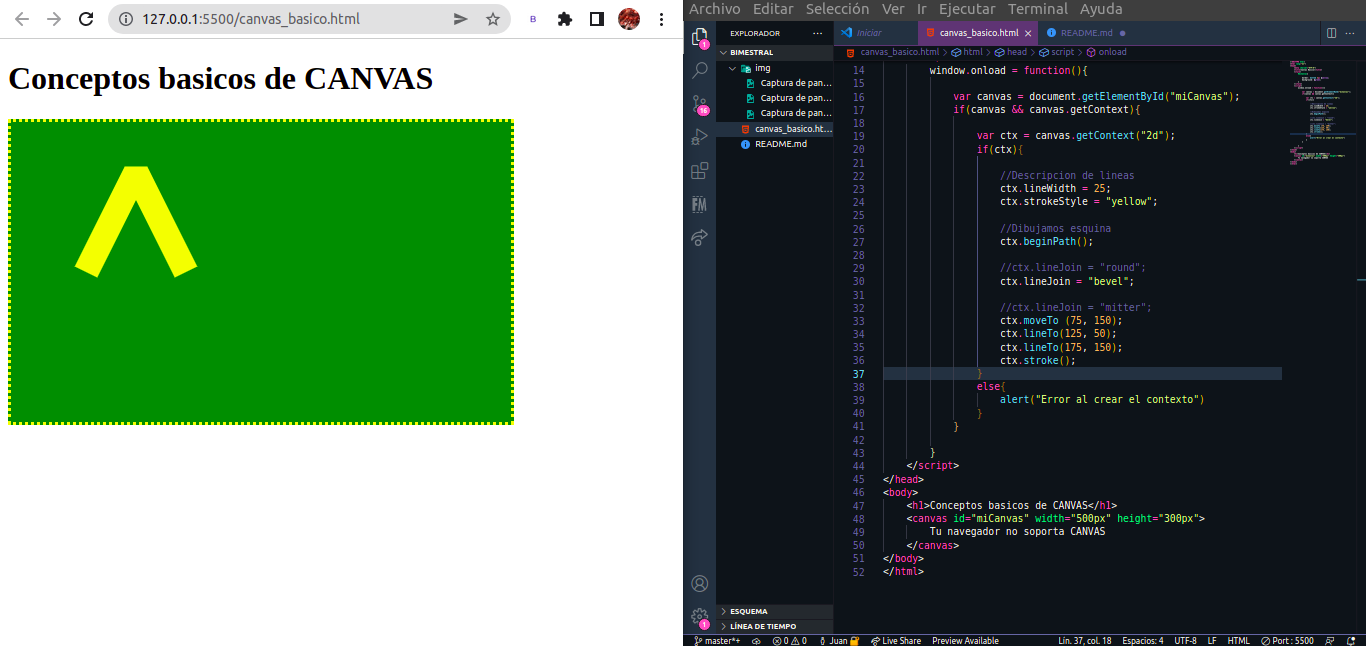 127.0.0.1:5500/canvas_basico.html
B
Conceptos basicos de CANVAS
Archivo Editar Selección Ver Ir Ejecutar Terminal Ayuda
EXPLORADOR ...
BIMESTRAL
img
Captura de pan...
Captura de pan...
Captura de pan...
canvas_basico.ht...
README.md
ESQUEMA
LÍNEA DE TIEMPO
1
16
1
Iniciar
canvas_basico.html ×
README.md
canvas_basico.html > html > head > script > onload
14 window.onload = function(){
15
16 var canvas = document.getElementById("miCanvas");
17 if(canvas && canvas.getContext){
18
19 var ctx = canvas.getContext("2d");
20 if(ctx){
21
22 //Descripcion de lineas
23 ctx.lineWidth = 25;
24 ctx.strokeStyle = "yellow";
25
26 //Dibujamos esquina
27 ctx.beginPath();
28
29 //ctx.lineJoin = "round";
30 ctx.lineJoin = "bevel";
31
32 //ctx.lineJoin = "mitter";
33 ctx.moveTo (75, 150);
34 ctx.lineTo(125, 50);
35 ctx.lineTo(175, 150);
36 ctx.stroke();
37 }
38 else{
39 alert("Error al crear el contexto")
40 }
41 }
42
43 }
44 </script>
45 </head>
46 <body>
47 <h1>Conceptos basicos de CANVAS</h1>
48 <canvas id="miCanvas" width="500px" height="300px">
49 Tu navegador no soporta CANVAS
50 </canvas>
51 </body>
52 </html>
master*+ 0 0 Juan Live Share Preview Available Lín. 37, col. 18 Espacios: 4 UTF-8 LF HTML Port : 5500